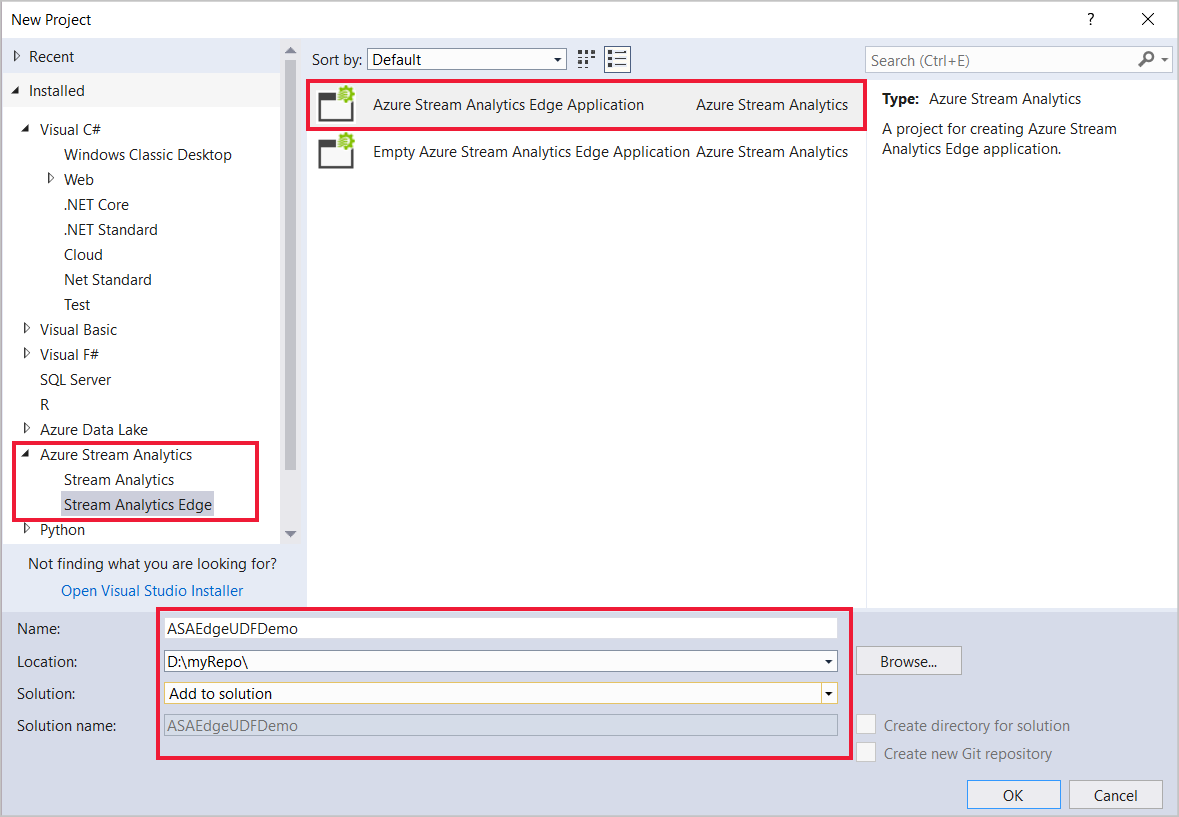 New Project
?
Recent
Installed
Visual C#
Windows Classic Desktop
Web
.NET Core
.NET Standard
Cloud
Net Standard
Test
Visual Basic
Visual F#
SQL Server
R
Azure Data Lake
Azure Stream Analytics
Stream Analytics
Stream Analytics Edge
Python
Not finding what you are looking for?
Open Visual Studio Installer
Sort by: Default
Azure Stream Analytics Edge Application Azure Stream Analytics
Empty Azure Stream Analytics Edge Application Azure Stream Analytics
Search (Ctrl+E)
Type: Azure Stream Analytics
A project for creating Azure Stream
Analytics Edge application.
Name: ASAEdgeUDFDemo
Location: D:\myRepo\ Browse...
Solution: Add to solution
Solution name: ASAEdgeUDFDemo
Create directory for solution
Create new Git repository
OK Cancel